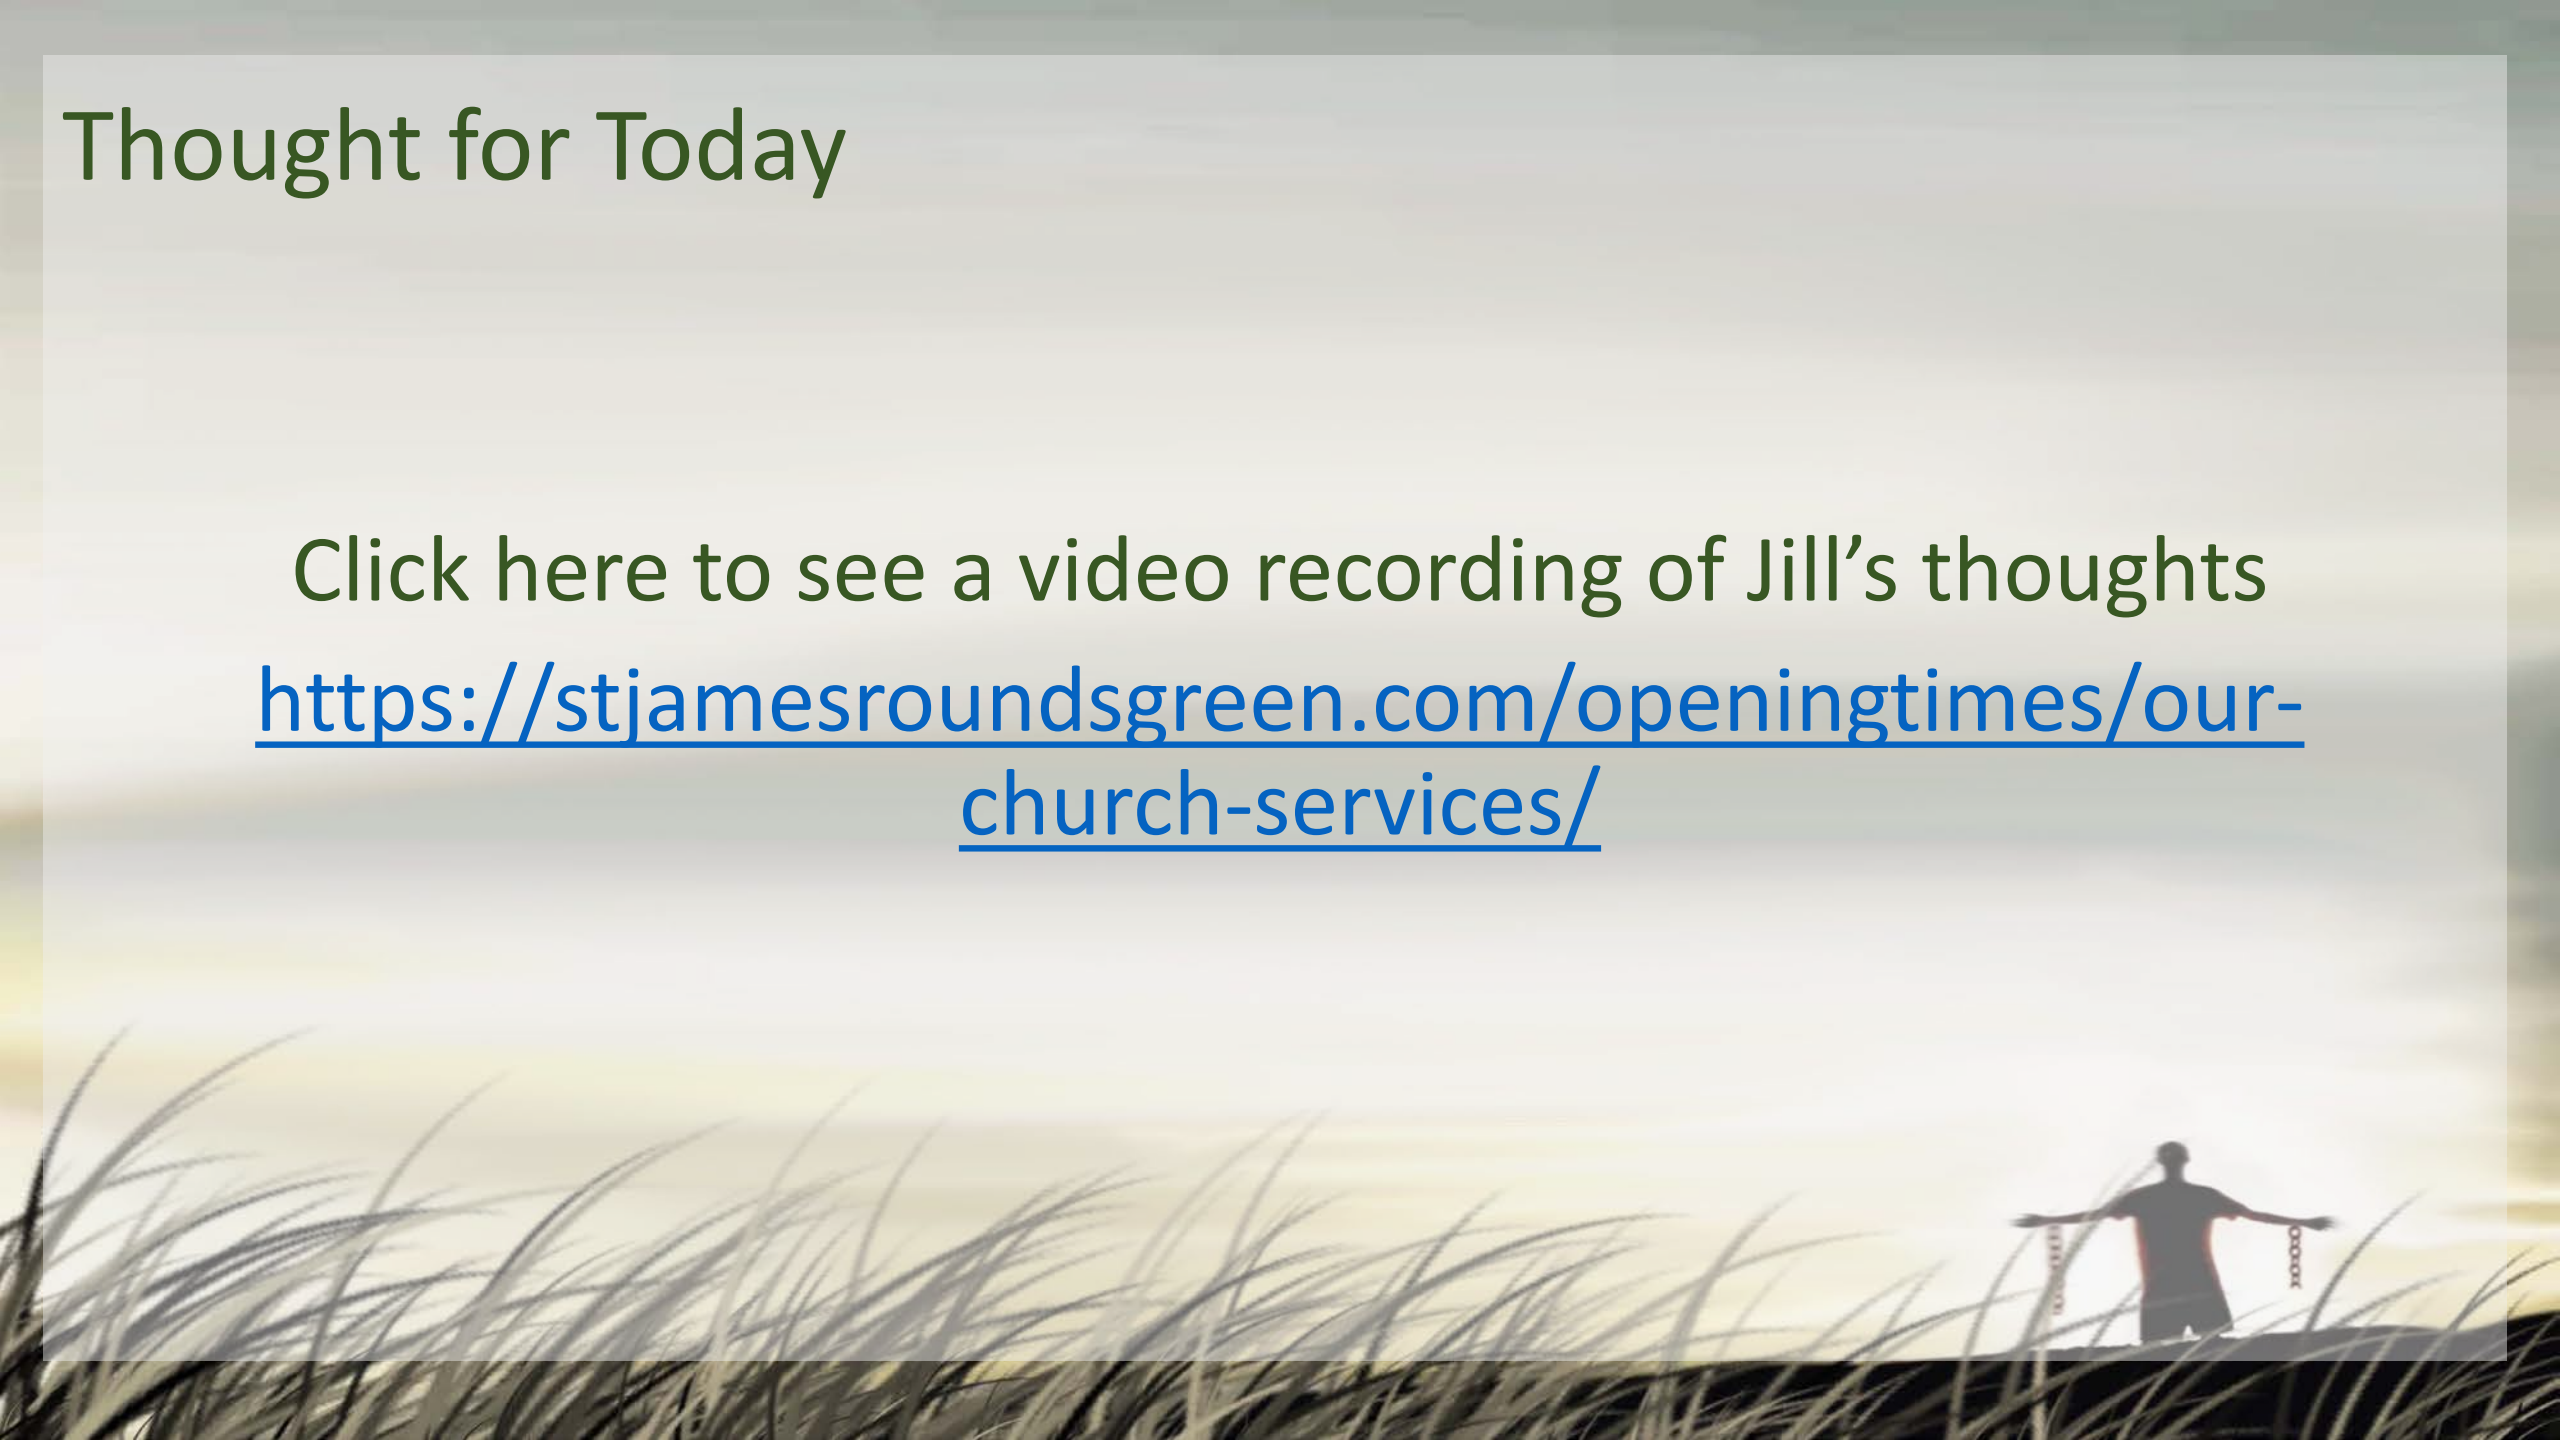 Thought for Today
Click here to see a video recording of Jill’s thoughts
https://stjamesroundsgreen.com/openingtimes/our-
church-services/